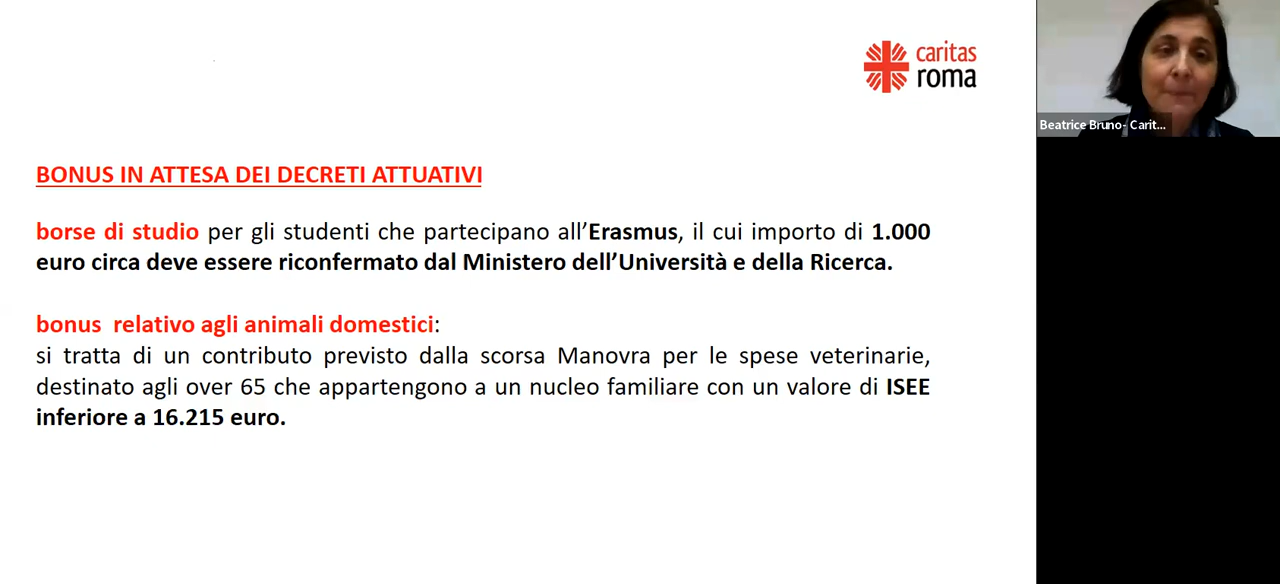 caritas
roma
Beatrice Bruno- Carit...
BONUS IN ATTESA DEI DECRETI ATTUATIVI
borse di studio per gli studenti che partecipano all’Erasmus, il cui importo di 1.000
euro circa deve essere riconfermato dal Ministero dell’Università e della Ricerca.
bonus  relativo agli animali domestici:
si tratta di un contributo previsto dalla scorsa Manovra per le spese veterinarie,
destinato agli over 65 che appartengono a un nucleo familiare con un valore di ISEE
inferiore a 16.215 euro.